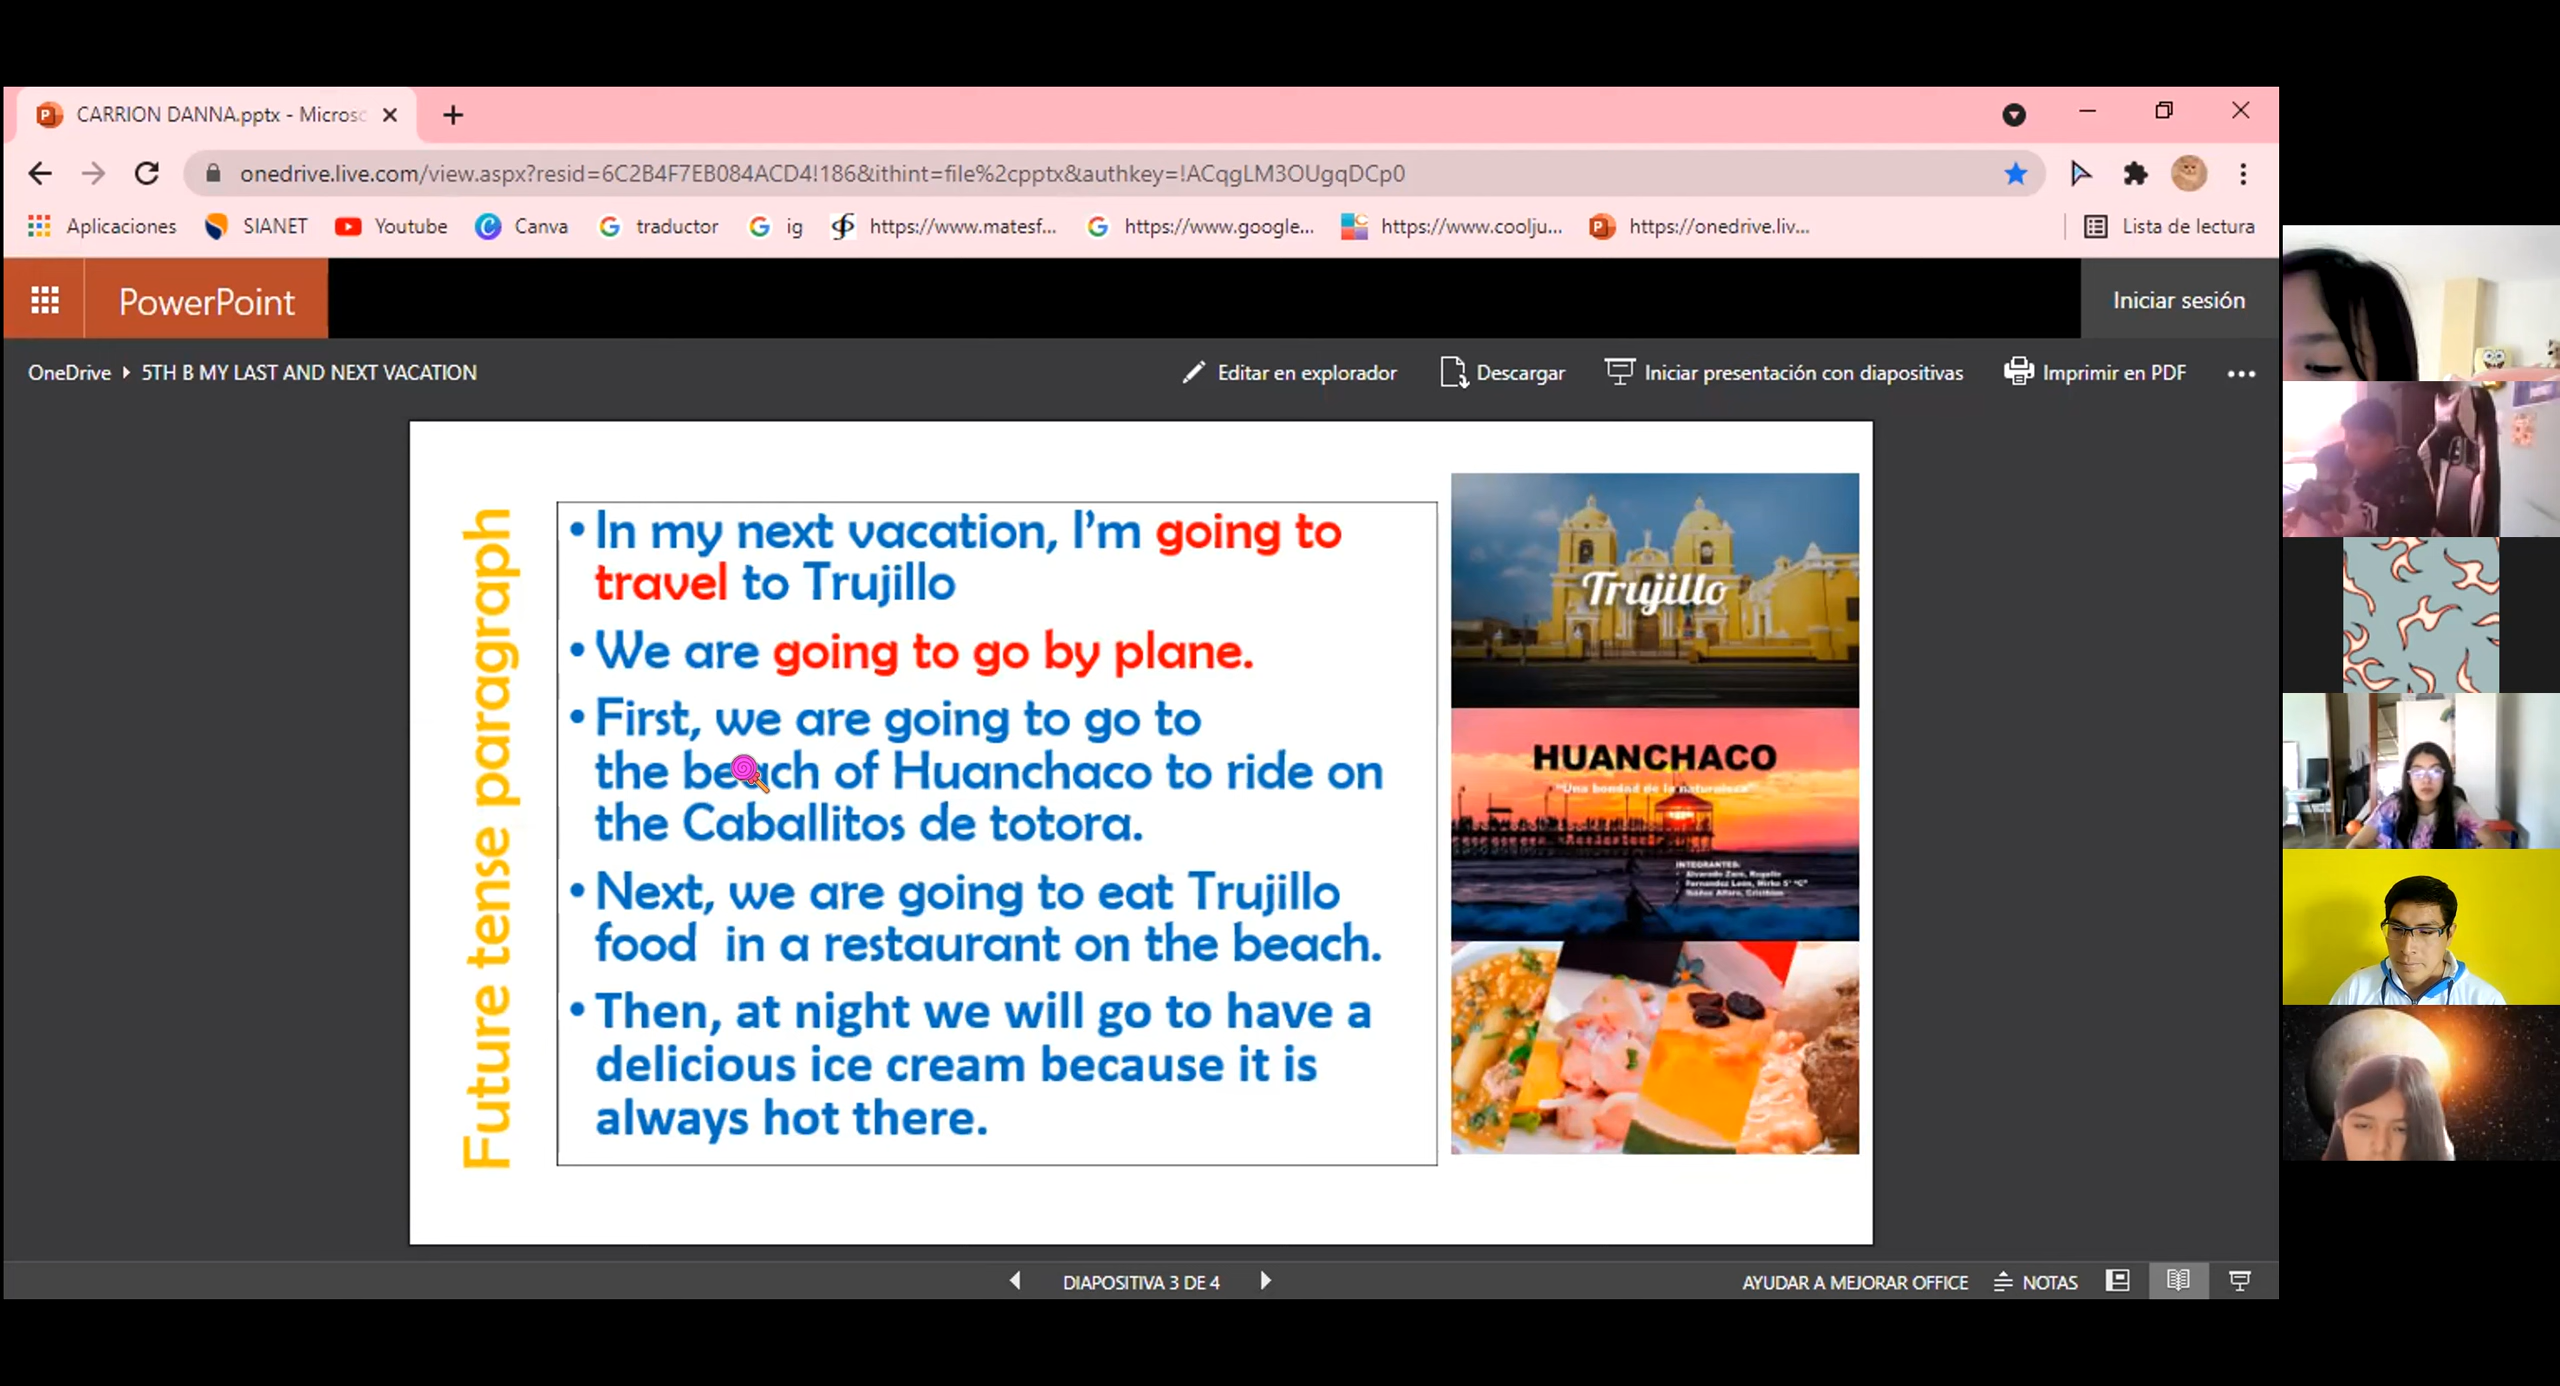 CARRION DANNA.pptx - Microsc
onedrive.live.com/view.aspx?resid=6C2B4F7EB084ACD4!186&ithint=file%2cpptx&authkey=!ACqgLM3OUgqDCp0
Aplicaciones SIANET Youtube Canva traductor ig https://www.matesf... https://www.google... https://www.coolju... https://onedrive.liv... Lista de lectura
PowerPoint
Iniciar sesión
OneDrive 5TH B MY LAST AND NEXT VACATION
Editar en explorador Descargar Iniciar presentación con diapositivas Imprimir en PDF
Future tense paragraph
• In my next vacation, I'm going to
travel to Trujillo
• We are going to go by plane.
• First, we are going to go to
the beach of Huanchaco to ride on
the Caballitos de totora.
• Next, we are going to eat Trujillo
food in a restaurant on the beach.
• Then, at night we will go to have a
delicious ice cream because it is
always hot there.
Trujillo
HUANCHACO
"Una bondad de la naturaleza"
INTEGRANTES:
DIAPOSITIVA 3 DE 4
AYUDAR A MEJORAR OFFICE NOTAS